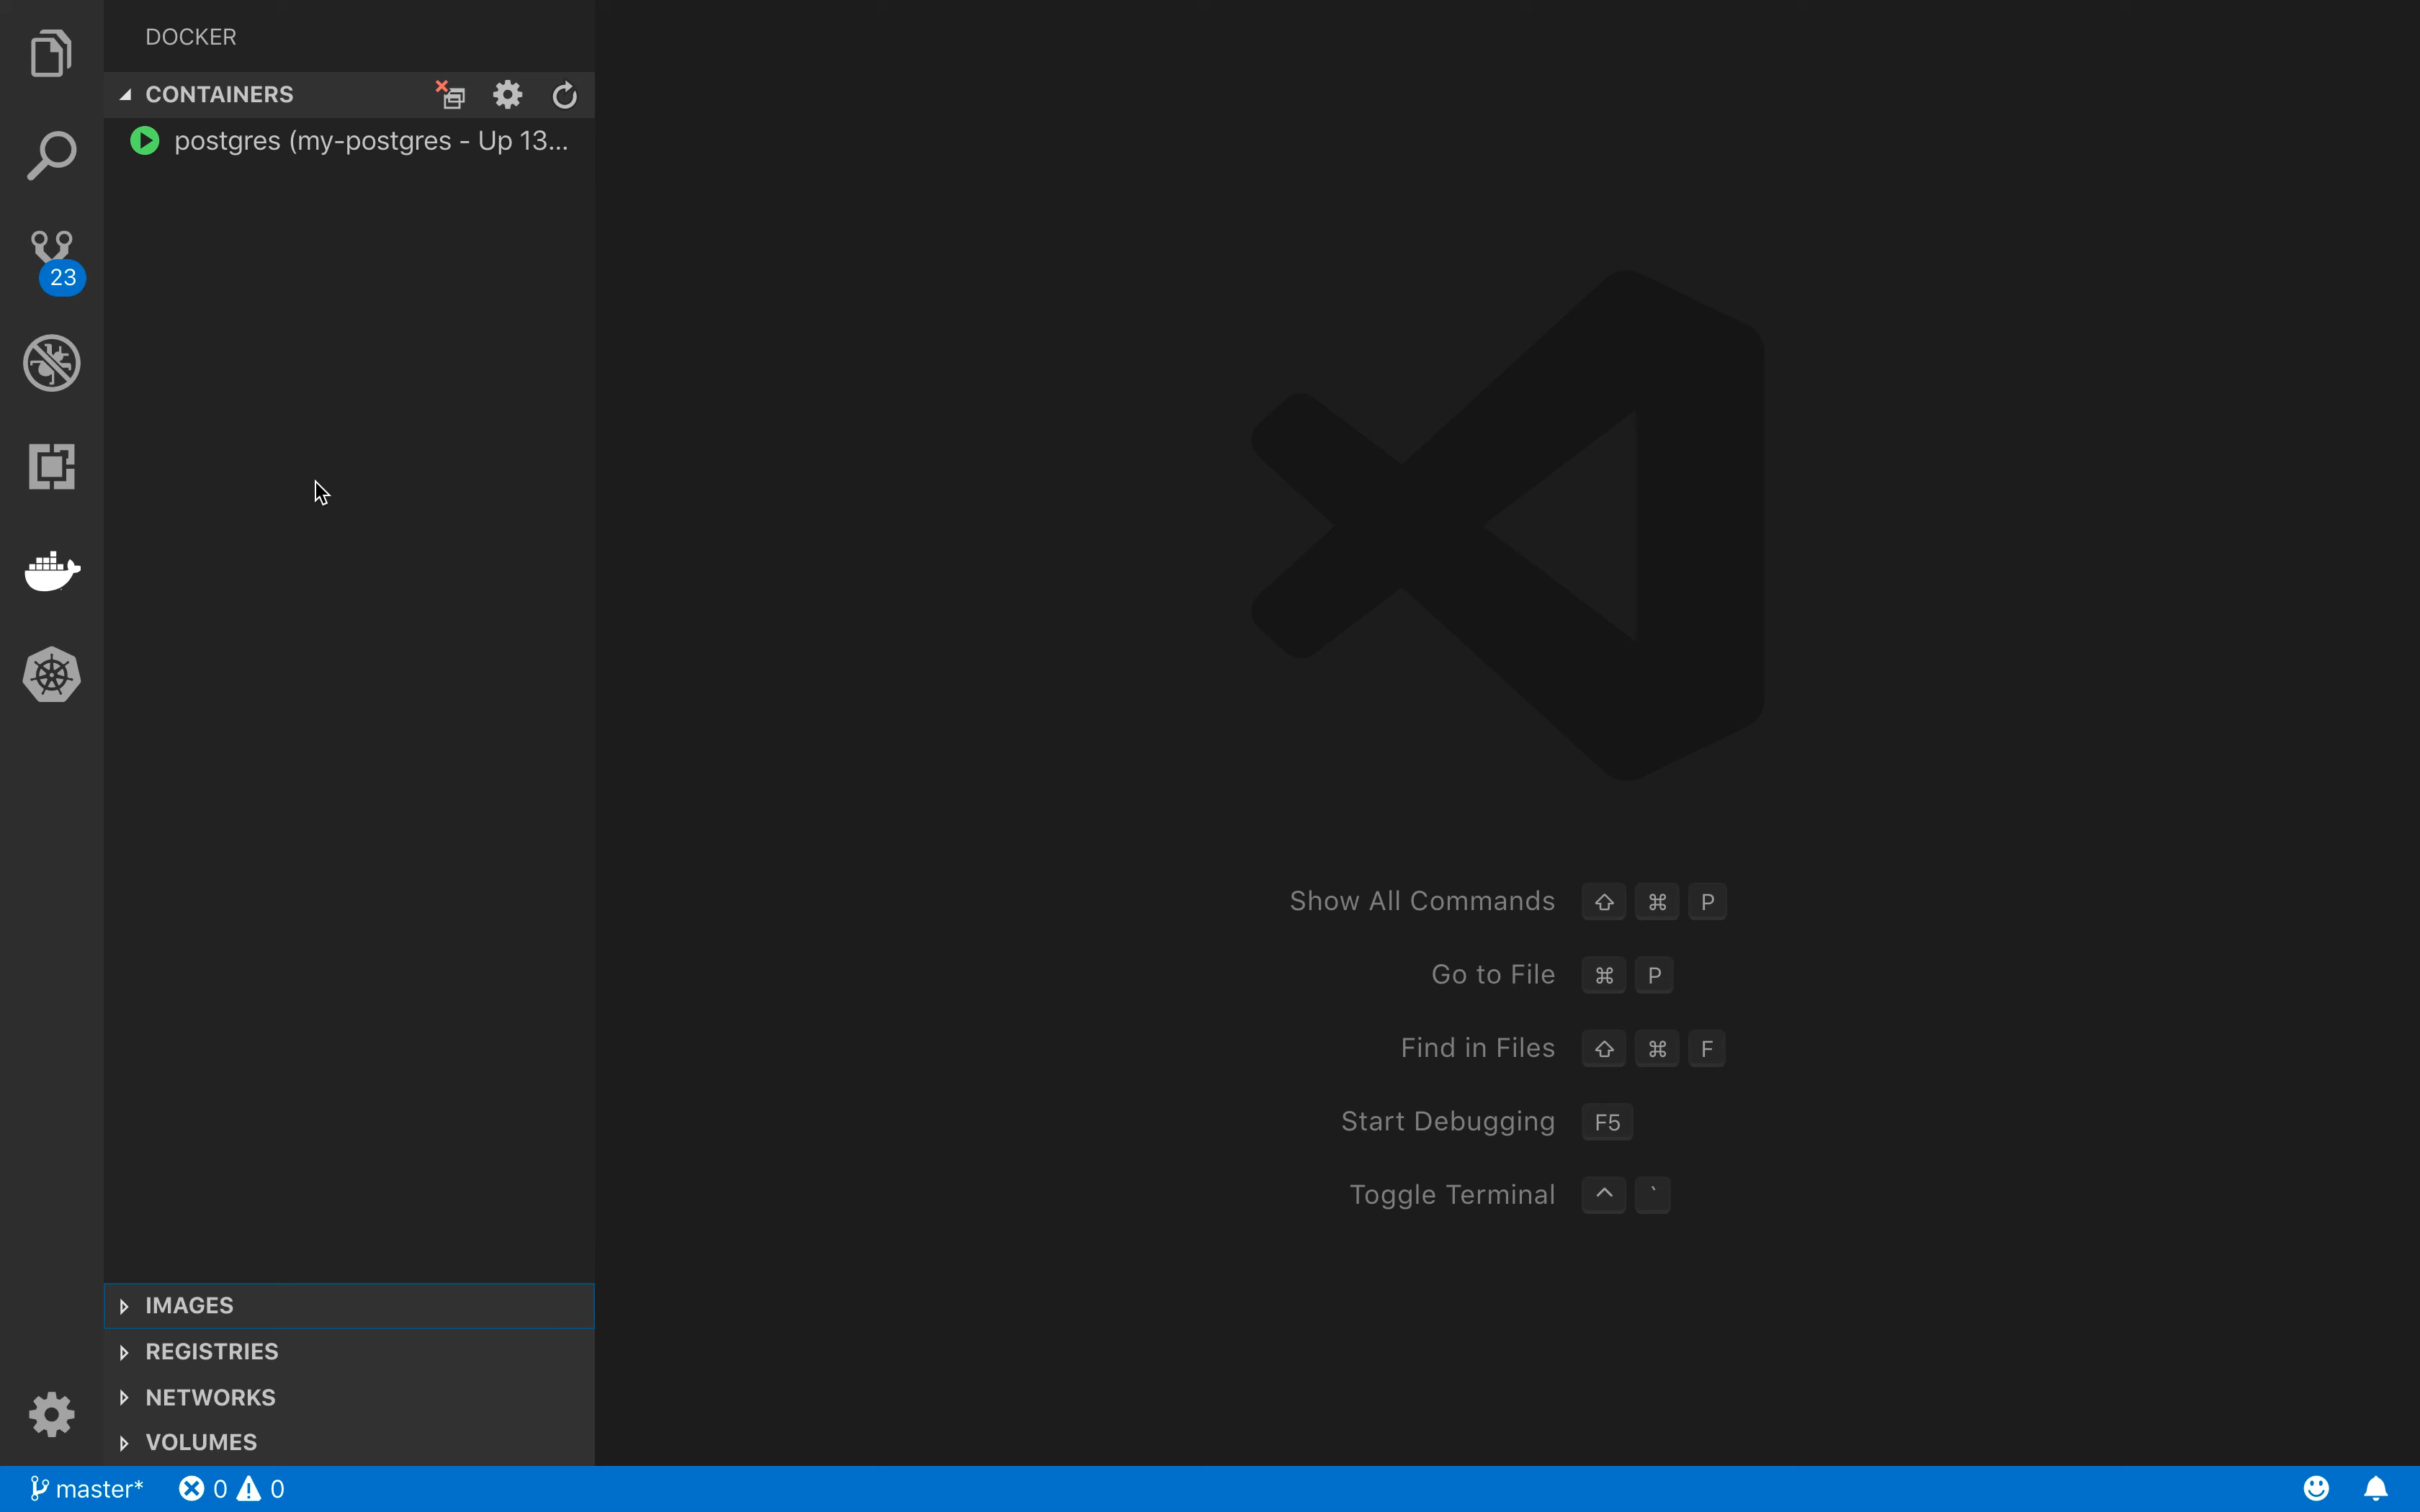 DOCKER
CONTAINERS
postgres (my-postgres - Up 13...
23
IMAGES
REGISTRIES
NETWORKS
VOLUMES
Show All Commands ⇧ ⌘ P
Go to File ⌘ P
Find in Files ⇧ ⌘ F
Start Debugging F5
Toggle Terminal ^ `
master* 0 0